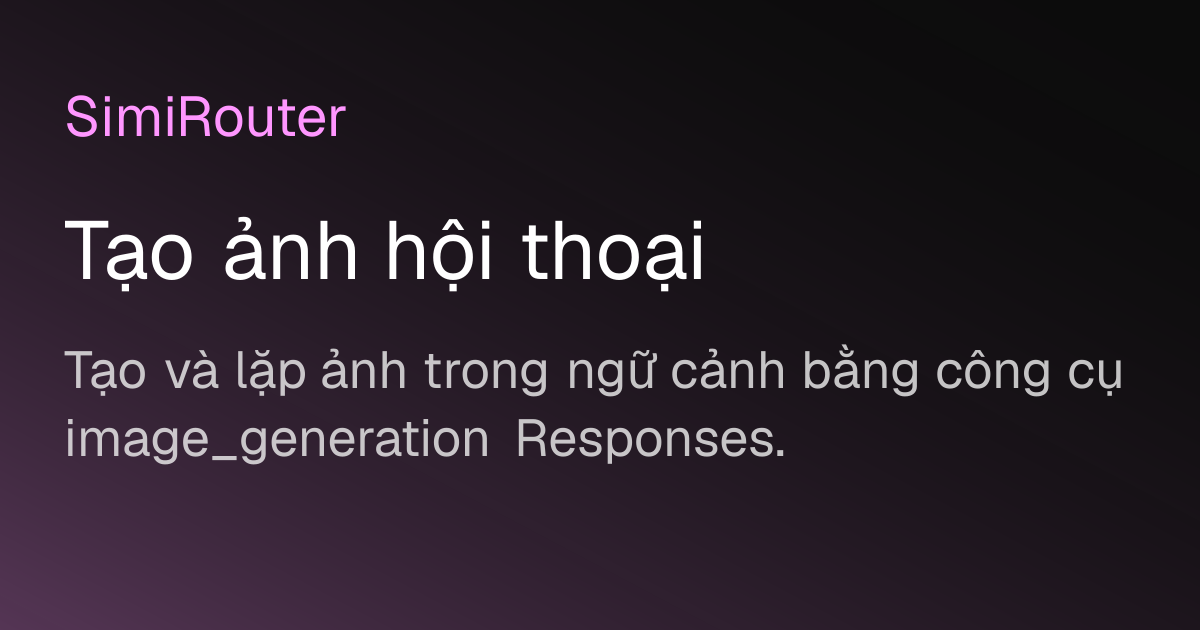 SimiRouter
Tạo ảnh hội thoại
Tạo và lặp ảnh trong ngữ cảnh bằng công cụ
image_generation Responses.